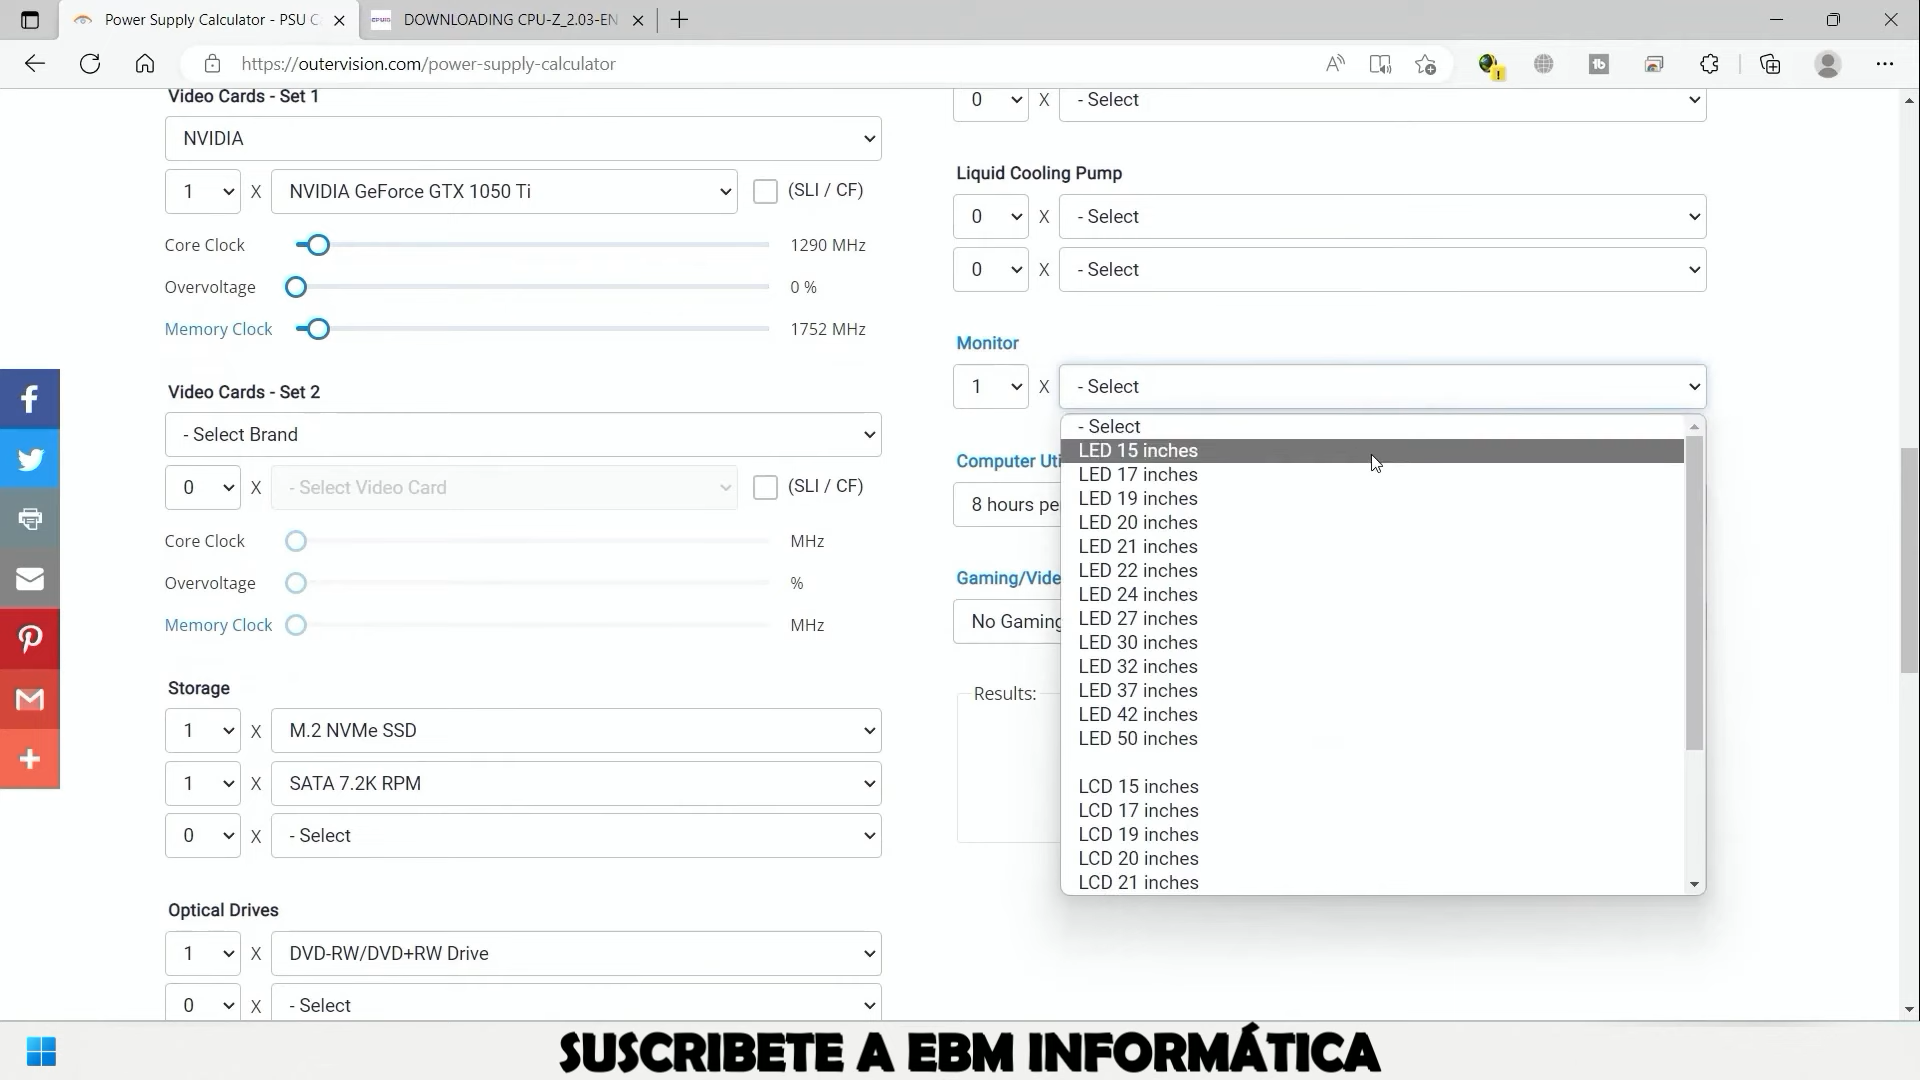 Power Supply Calculator - PSU C
DOWNLOADING CPU-Z_2.03-EN
https://outervision.com/power-supply-calculator
Video Cards - Set 1
NVIDIA
1 X NVIDIA GeForce GTX 1050 Ti (SLI / CF)
Core Clock 1290 MHz
Overvoltage 0 %
Memory Clock 1752 MHz
Video Cards - Set 2
- Select Brand
0 X - Select Video Card (SLI / CF)
Core Clock MHz
Overvoltage %
Memory Clock MHz
Storage
1 X M.2 NVMe SSD
1 X SATA 7.2K RPM
0 X - Select
Optical Drives
1 X DVD-RW/DVD+RW Drive
0 X - Select
0 X - Select
Liquid Cooling Pump
0 X - Select
0 X - Select
Monitor
1 X - Select
- Select
LED 15 inches
LED 17 inches
LED 19 inches
LED 20 inches
LED 21 inches
LED 22 inches
LED 24 inches
LED 27 inches
LED 30 inches
LED 32 inches
LED 37 inches
LED 42 inches
LED 50 inches
LCD 15 inches
LCD 17 inches
LCD 19 inches
LCD 20 inches
LCD 21 inches
Computer Uti
8 hours pe
Gaming/Vide
No Gaming
Results:
SUSCRIBETE A EBM INFORMÁTICA